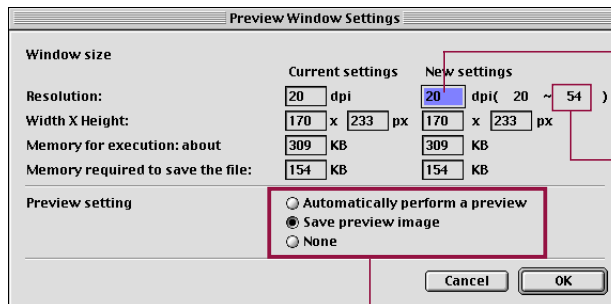 Preview Window Settings
Window size
Current settings New settings
Resolution: 20 dpi 20 dpi( 20 ~ 54 )
Width X Height: 170 x 233 px 170 x 233 px
Memory for execution: about 309 KB 309 KB
Memory required to save the file: 154 KB 154 KB
Preview setting
Automatically perform a preview
Save preview image
None
Cancel OK